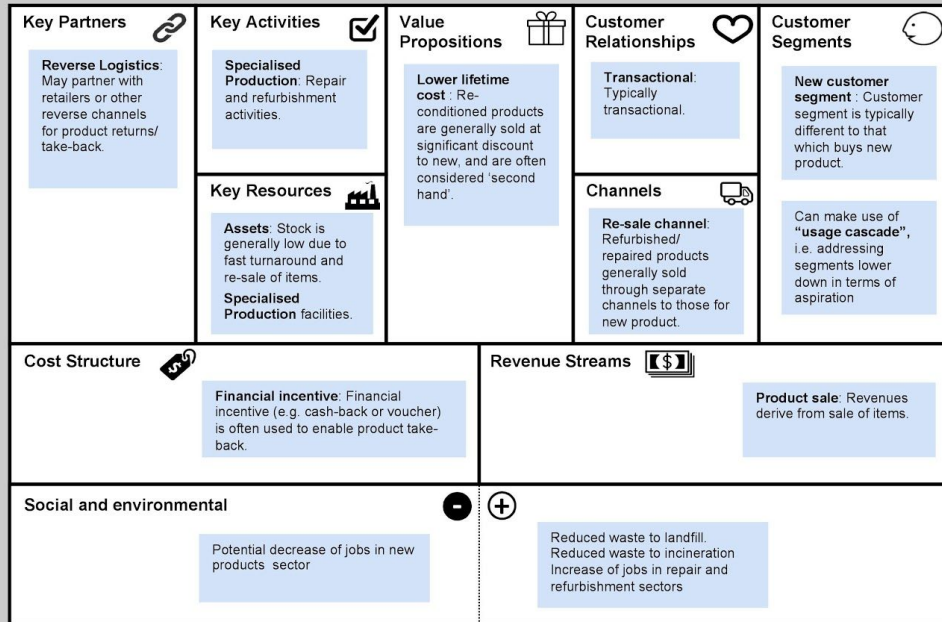 Key Partners
Reverse Logistics:
May partner with
retailers or other
reverse channels
for product returns/
take-back.
Key Activities
Specialised
Production: Repair
and refurbishment
activities.
Key Resources
Assets: Stock is
generally low due to
fast turnaround and
re-sale of items.
Specialised
Production facilities.
Value
Propositions
Lower lifetime
cost : Re-
conditioned products
are generally sold at
significant discount
to new, and are often
considered ‘second
hand’.
Customer
Relationships
Transactional:
Typically
transactional.
Channels
Re-sale channel:
Refurbished/
repaired products
generally sold
through separate
channels to those for
new product.
Customer
Segments
New customer
segment : Customer
segment is typically
different to that
which buys new
product.
Can make use of
“usage cascade”,
i.e. addressing
segments lower
down in terms of
aspiration
Cost Structure
$
Financial incentive: Financial
incentive (e.g. cash-back or voucher)
is often used to enable product take-
back.
Revenue Streams
$
Product sale: Revenues
derive from sale of items.
Social and environmental
-
Potential decrease of jobs in new
products sector
+
Reduced waste to landfill.
Reduced waste to incineration
Increase of jobs in repair and
refurbishment sectors